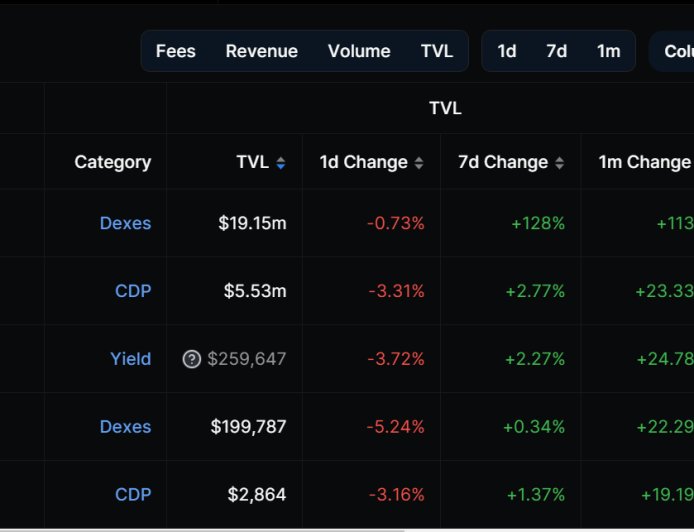 Fees Revenue Volume TVL 1d 7d 1m
TVL
Category TVL 1d Change 7d Change 1m Change
Dexes $19.15m -0.73% +128% +113
CDP $5.53m -3.31% +2.77% +23.33
Yield ? $259,647 -3.72% +2.27% +24.78
Dexes $199,787 -5.24% +0.34% +22.29
CDP $2,864 -3.16% +1.37% +19.19